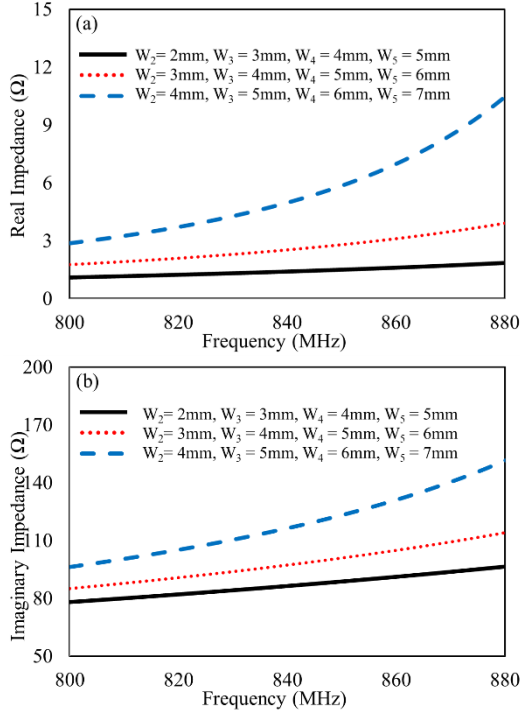 (a)
15
12
9
6
3
0
Real Impedance (Ω)
W₂= 2mm, W₃ = 3mm, W₄ = 4mm, W₅ = 5mm
W₂= 3mm, W₃ = 4mm, W₄ = 5mm, W₅ = 6mm
W₂= 4mm, W₃ = 5mm, W₄ = 6mm, W₅ = 7mm
800 820 840 860 880
Frequency (MHz)
(b)
200
170
140
110
80
50
Imaginary Impedance (Ω)
W₂= 2mm, W₃ = 3mm, W₄ = 4mm, W₅ = 5mm
W₂= 3mm, W₃ = 4mm, W₄ = 5mm, W₅ = 6mm
W₂= 4mm, W₃ = 5mm, W₄ = 6mm, W₅ = 7mm
800 820 840 860 880
Frequency (MHz)